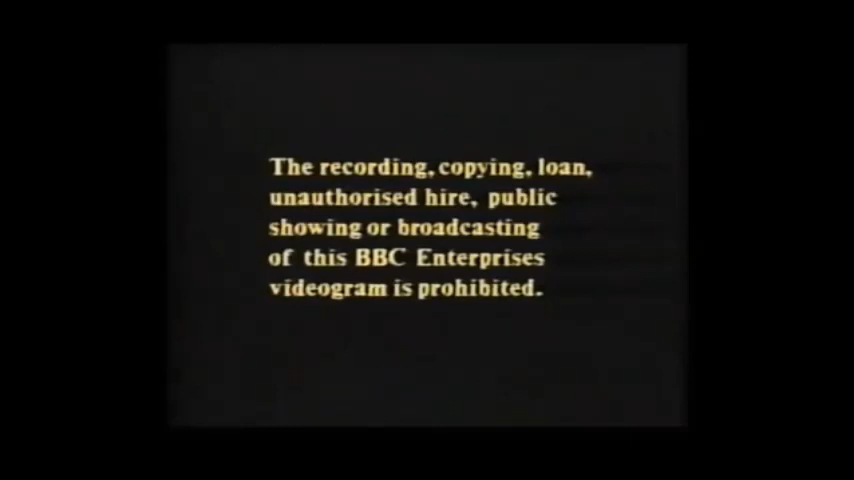 The recording, copying, loan,
unauthorised hire, public
showing or broadcasting
of this BBC Enterprises
videogram is prohibited.